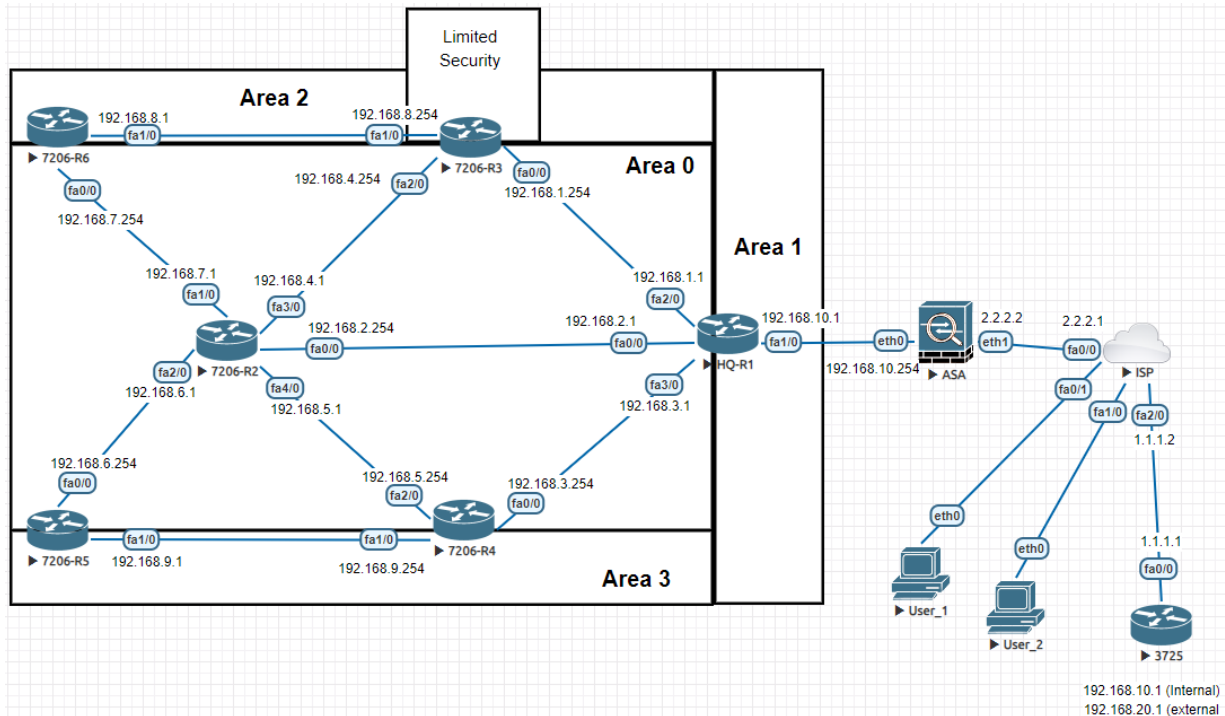 Limited
Security
Area 2
192.168.8.1
192.168.8.254
fa1/0
fa1/0
7206-R6
7206-R3
Area 0
fa0/0
192.168.4.254
fa2/0
fa0/0
192.168.7.254
192.168.1.254
Area 1
192.168.7.1
192.168.4.1
192.168.1.1
fa1/0
fa3/0
fa2/0
192.168.2.254
192.168.2.1
192.168.10.1
2.2.2.2
2.2.2.1
fa0/0
fa0/0
fa1/0
eth0
eth1
fa0/0
7206-R2
HQ-R1
192.168.10.254
ASA
ISP
fa2/0
fa4/0
fa3/0
fa0/1
192.168.6.1
192.168.5.1
192.168.3.1
fa1/0
fa2/0
1.1.1.2
192.168.6.254
192.168.5.254
192.168.3.254
fa0/0
fa2/0
fa0/0
eth0
7206-R5
fa1/0
fa1/0
7206-R4
eth0
1.1.1.1
192.168.9.1
192.168.9.254
fa0/0
Area 3
User_1
User_2
3725
192.168.10.1 (Internal)
192.168.20.1 (external